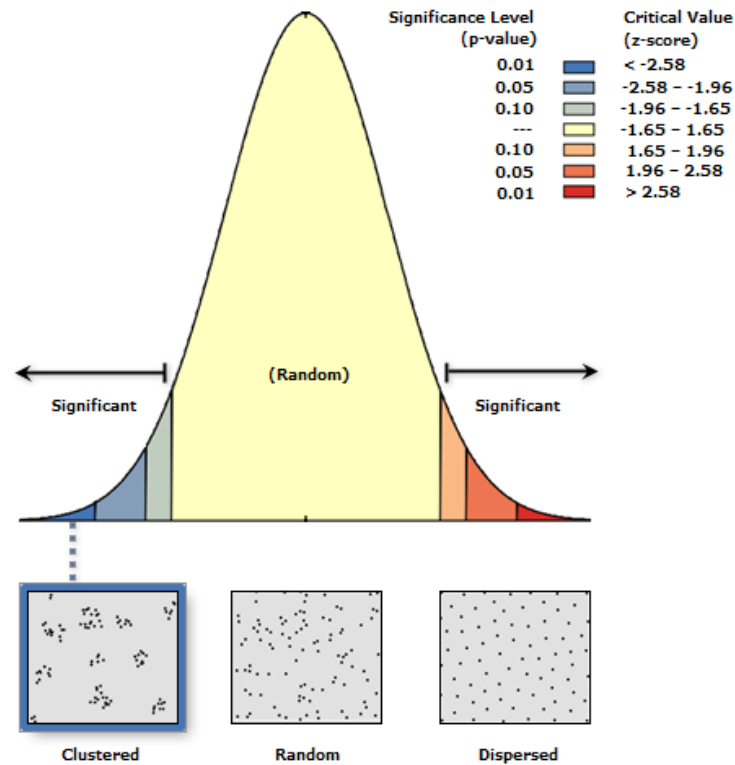 Significance Level
(p-value)
Critical Value
(z-score)
0.01 < -2.58
0.05 -2.58 – -1.96
0.10 -1.96 – -1.65
--- -1.65 – 1.65
0.10 1.65 – 1.96
0.05 1.96 – 2.58
0.01 > 2.58
(Random)
Significant
Significant
Clustered
Random
Dispersed